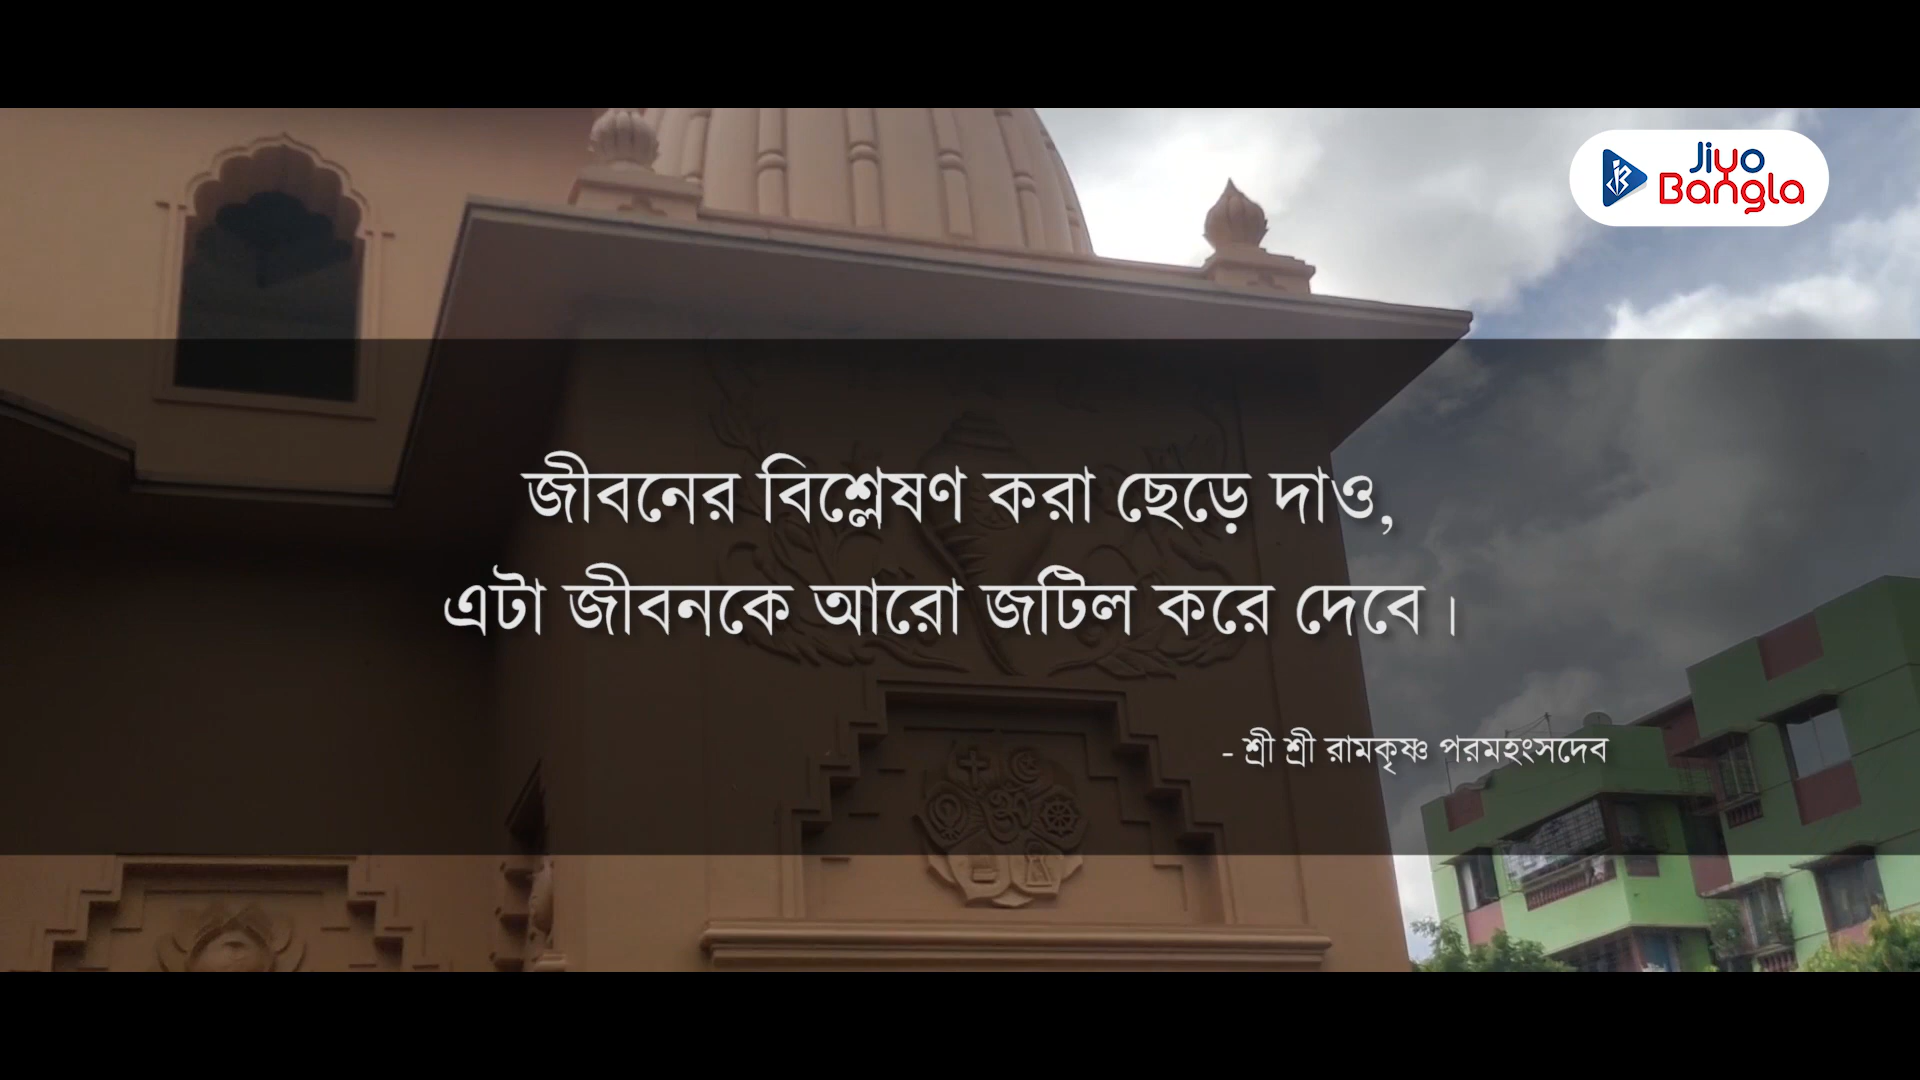 Jiyo
Bangla
জীবনের বিশ্লেষণ করা ছেড়ে দাও,
এটা জীবনকে আরো জটিল করে দেবে।
- শ্রী শ্রী রামকৃষ্ণ পরমহংসদেব